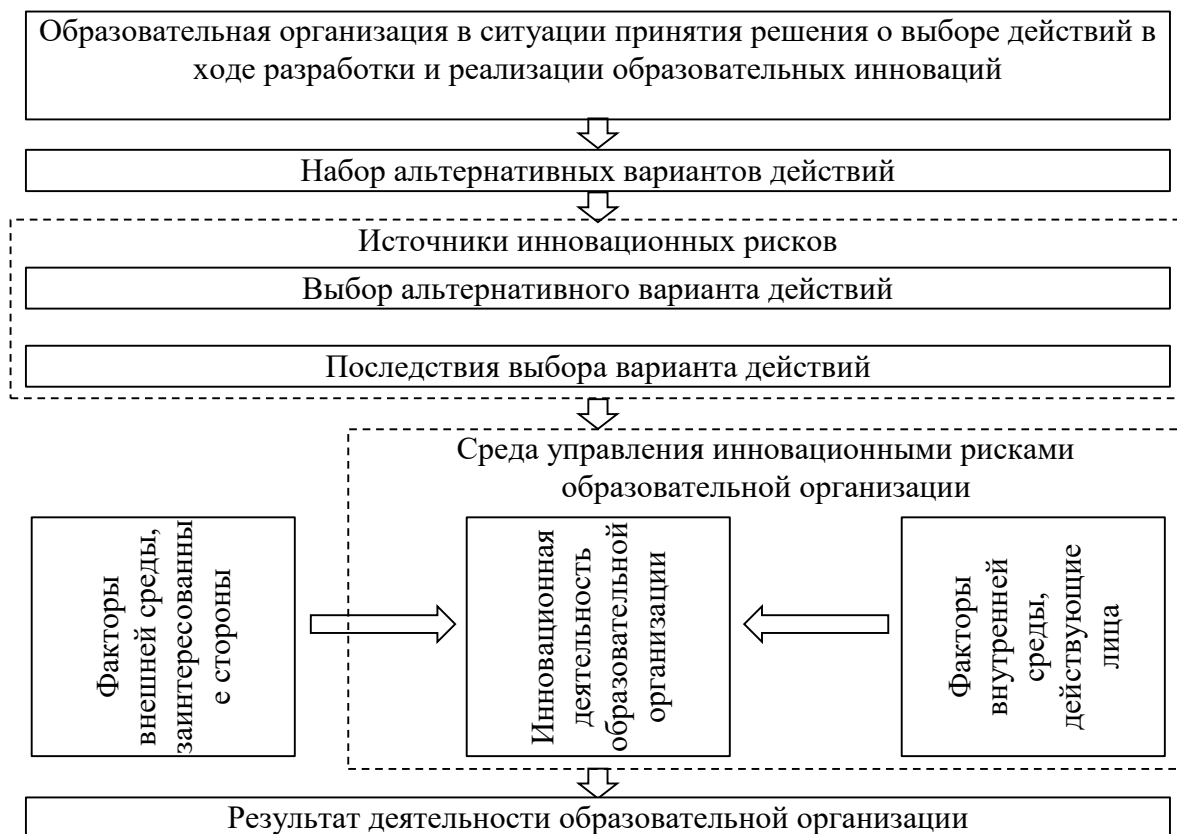 Образовательная организация в ситуации принятия решения о выборе действий в
ходе разработки и реализации образовательных инноваций
Набор альтернативных вариантов действий
Источники инновационных рисков
Выбор альтернативного варианта действий
Последствия выбора варианта действий
Среда управления инновационными рисками
образовательной организации
Факторы
внешней среды,
заинтересованны
е стороны
Инновационная
деятельность
образовательной
организации
Факторы
внутренней
среды,
действующие
лица
Результат деятельности образовательной организации